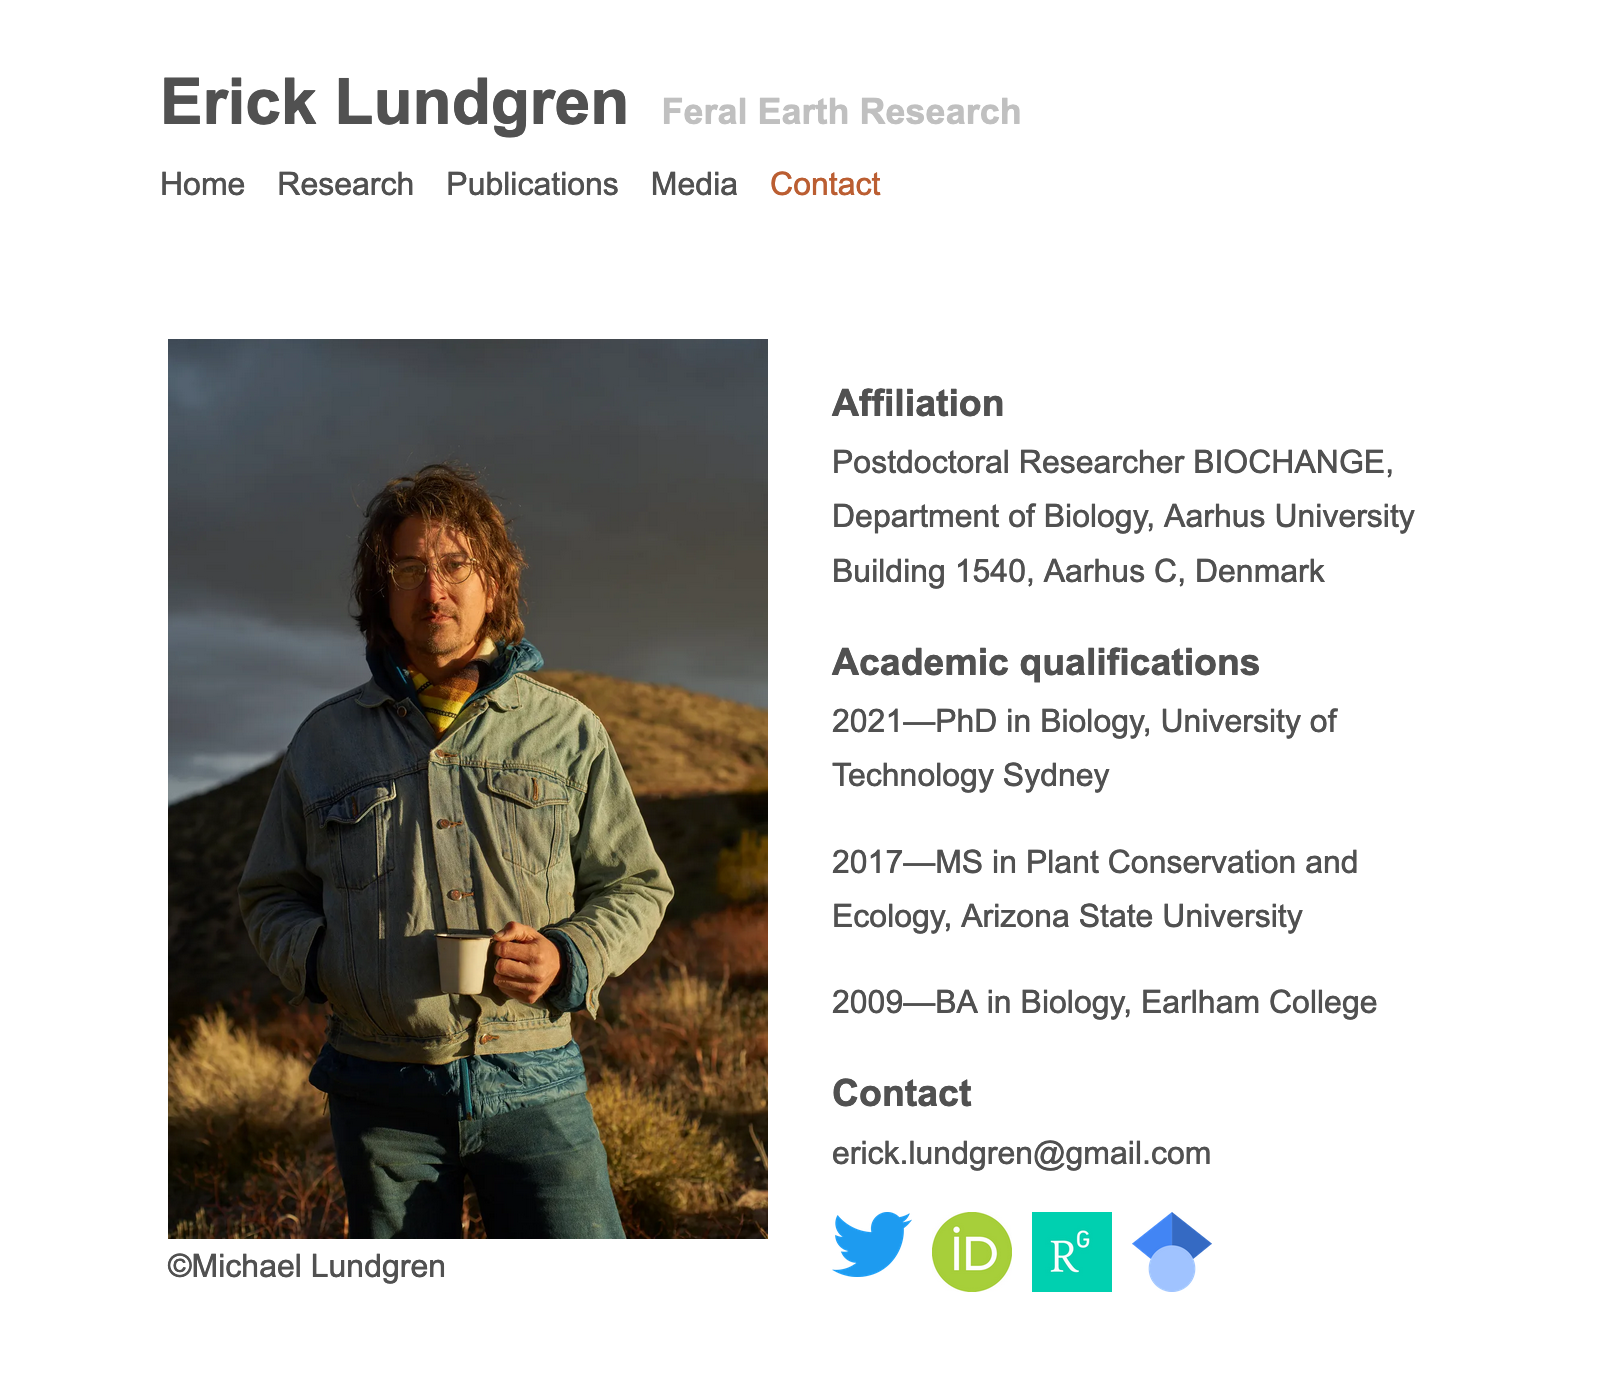 Erick Lundgren Feral Earth Research
Home Research Publications Media Contact
©Michael Lundgren
Affiliation
Postdoctoral Researcher BIOCHANGE,
Department of Biology, Aarhus University
Building 1540, Aarhus C, Denmark
Academic qualifications
2021—PhD in Biology, University of
Technology Sydney
2017—MS in Plant Conservation and
Ecology, Arizona State University
2009—BA in Biology, Earlham College
Contact
erick.lundgren@gmail.com
iD RG